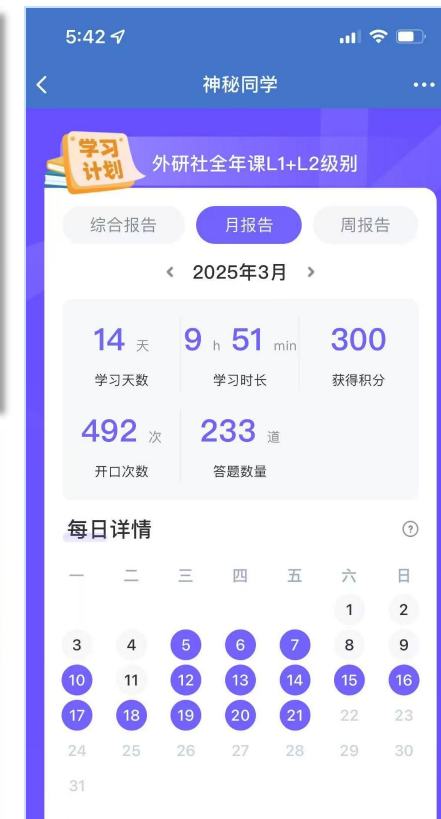 5:42
神秘同学
学习
计划
外研社全年课L1+L2级别
综合报告 月报告 周报告
2025年3月
14 天 9 h 51 min 300
学习天数 学习时长 获得积分
492 次 233 道
开口次数 答题数量
每日详情
一 二 三 四 五 六 日
1 2
3 4 5 6 7 8 9
10 11 12 13 14 15 16
17 18 19 20 21 22 23
24 25 26 27 28 29 30
31